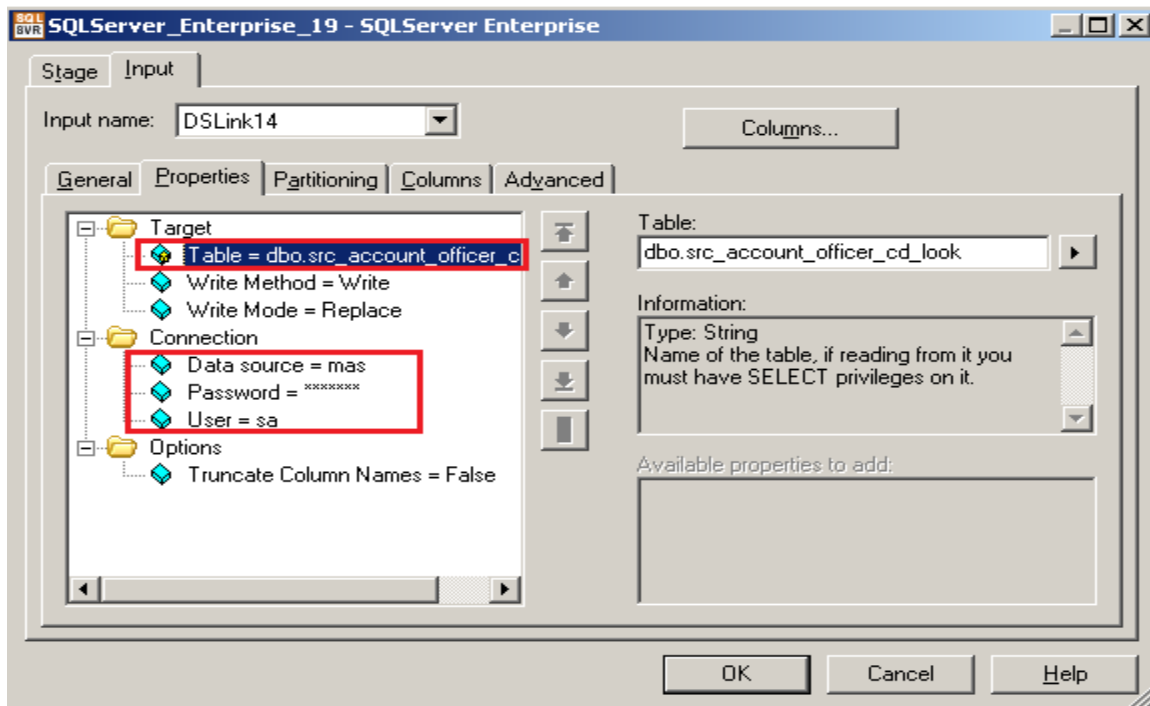 SQL SVR SQLServer_Enterprise_19 - SQLServer Enterprise
Stage Input
Input name: DSLink14
Columns...
General Properties Partitioning Columns Advanced
Target
Table = dbo.src_account_officer_c
Write Method = Write
Write Mode = Replace
Connection
Data source = mas
Password = *******
User = sa
Options
Truncate Column Names = False
Table:
dbo.src_account_officer_cd_look
Information:
Type: String
Name of the table, if reading from it you
must have SELECT privileges on it.
Available properties to add:
OK Cancel Help